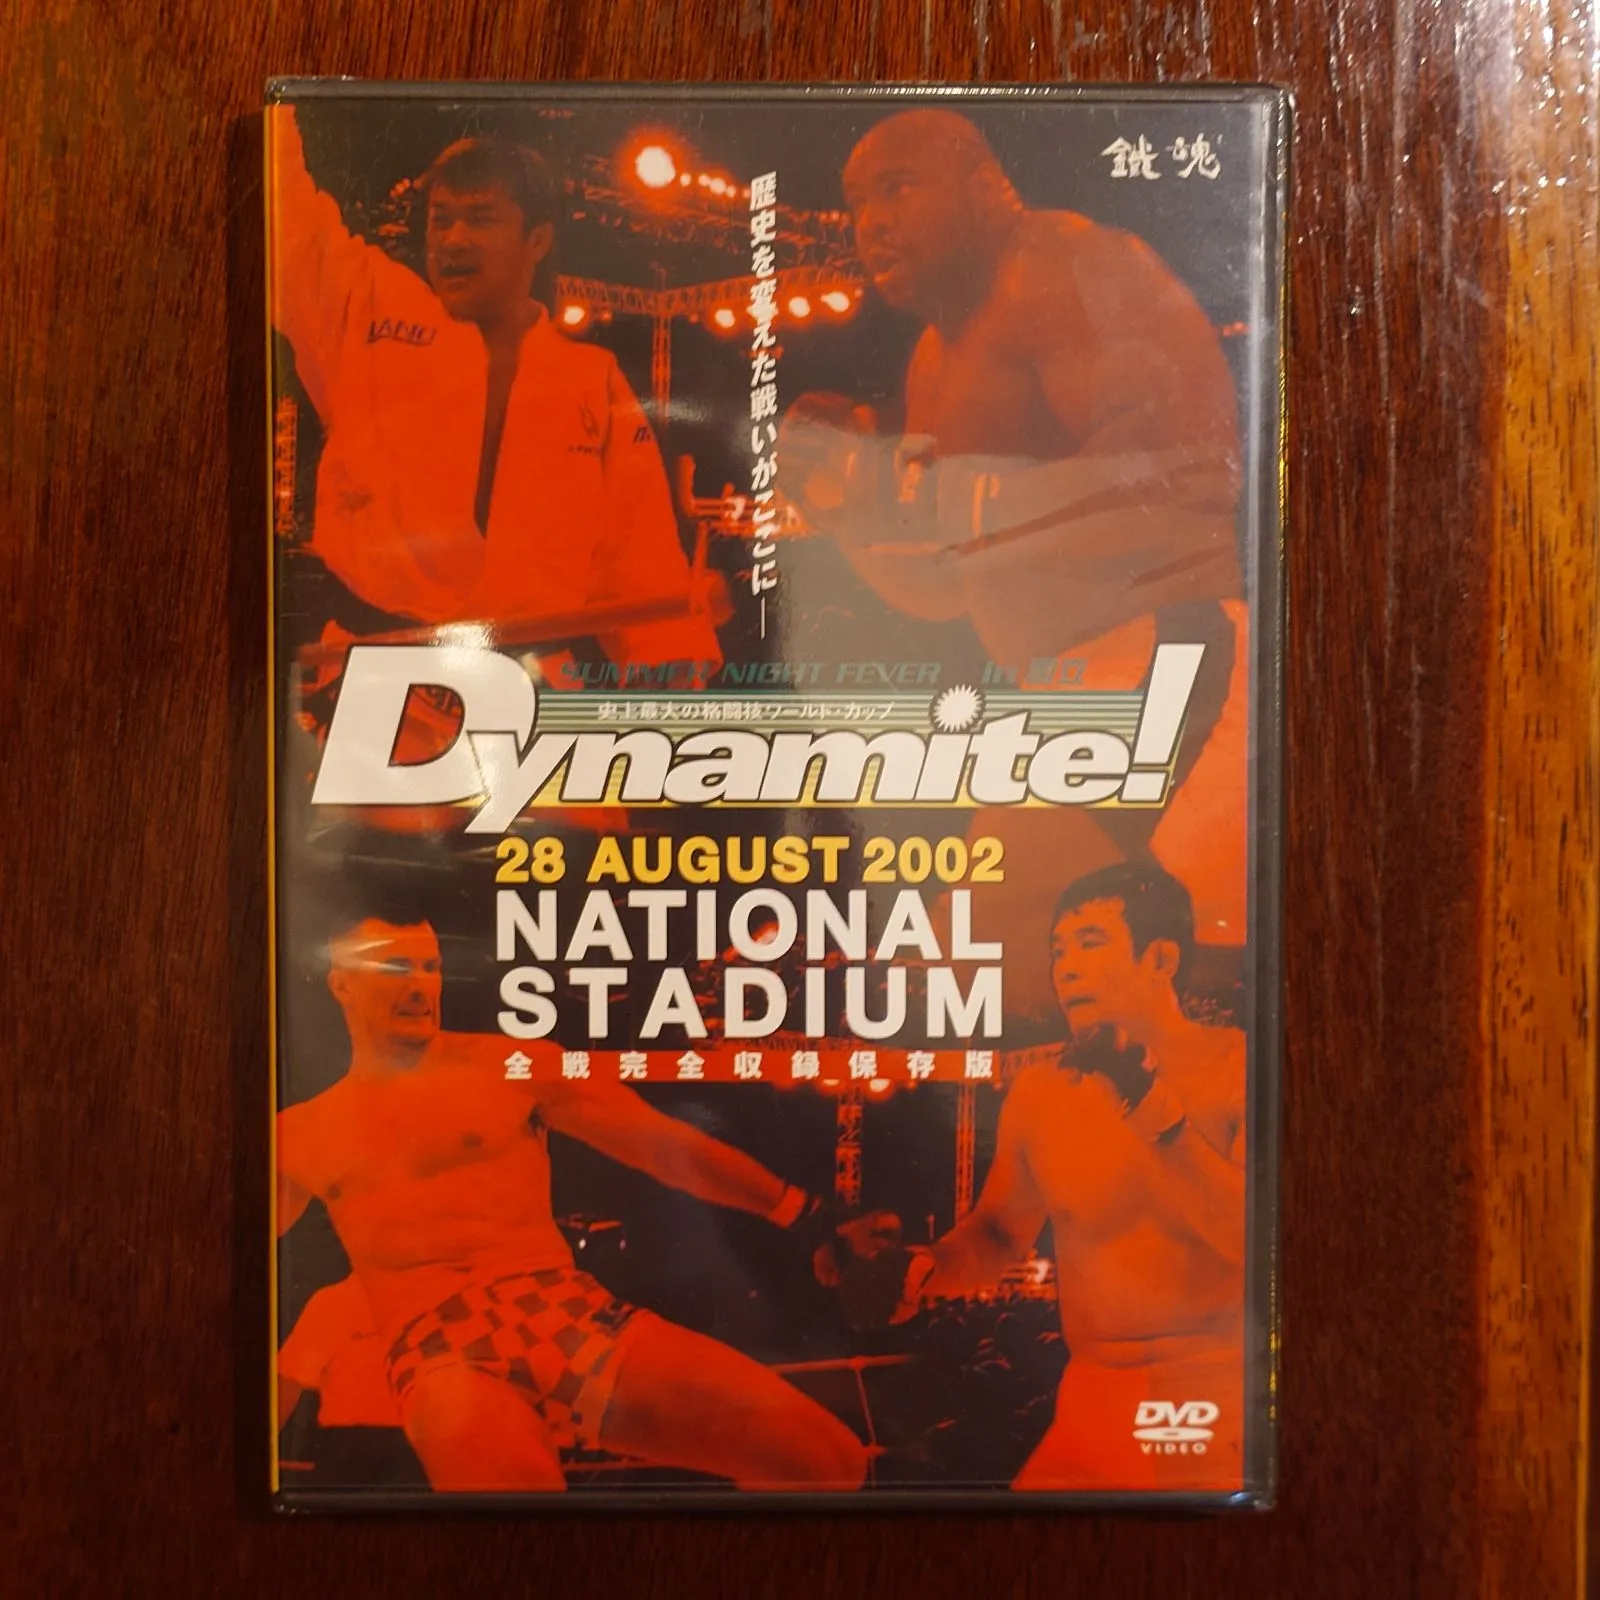 鉄魂
歴史を変えた戦いがここに――
SUMMER NIGHT FEVER in 国立
史上最大の格闘技ワールド・カップ
Dynamite!
28 AUGUST 2002
NATIONAL
STADIUM
全戦完全収録保存版
DVD
VIDEO